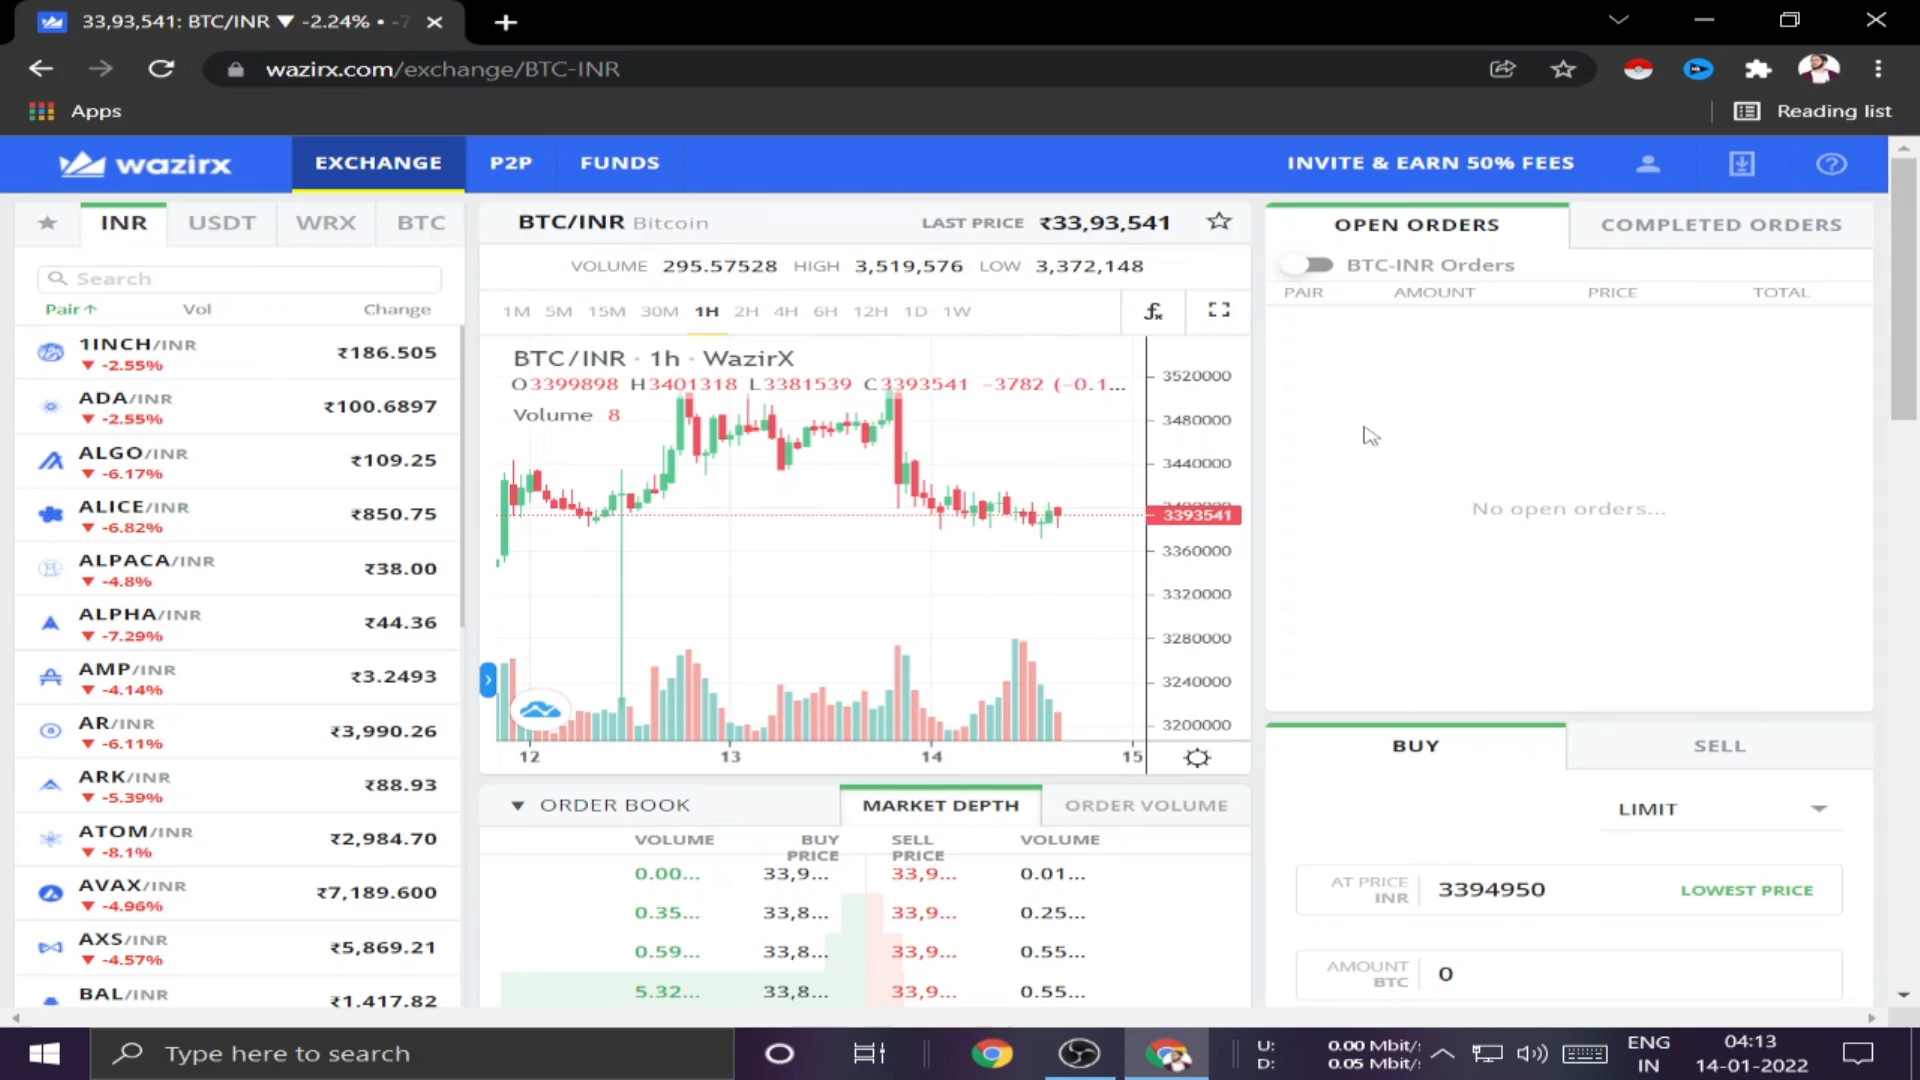 33,93,541: BTC/INR ▼ -2.24% •
wazirx.com/exchange/BTC-INR
Apps
Reading list
wazirx
EXCHANGE
P2P
FUNDS
INVITE & EARN 50% FEES
INR
USDT
WRX
BTC
Search
Pair↑ Vol Change
1INCH/INR ₹186.505
▼ -2.55%
ADA/INR ₹100.6897
▼ -2.55%
ALGO/INR ₹109.25
▼ -6.17%
ALICE/INR ₹850.75
▼ -6.82%
ALPACA/INR ₹38.00
▼ -4.8%
ALPHA/INR ₹44.36
▼ -7.29%
AMP/INR ₹3.2493
▼ -4.14%
AR/INR ₹3,990.26
▼ -6.11%
ARK/INR ₹88.93
▼ -5.39%
ATOM/INR ₹2,984.70
▼ -8.1%
AVAX/INR ₹7,189.600
▼ -4.96%
AXS/INR ₹5,869.21
▼ -4.57%
BAL/INR ₹1,417.82
BTC/INR Bitcoin LAST PRICE ₹33,93,541
VOLUME 295.57528 HIGH 3,519,576 LOW 3,372,148
1M 5M 15M 30M 1H 2H 4H 6H 12H 1D 1W fx
BTC/INR · 1h · WazirX
O3399898 H3401318 L3381539 C3393541 −3782 (−0.1...
Volume 8
3520000
3480000
3440000
3393541
3360000
3320000
3280000
3240000
3200000
12 13 14 15
▼ ORDER BOOK
MARKET DEPTH
ORDER VOLUME
VOLUME BUY PRICE SELL PRICE VOLUME
0.00... 33,9... 33,9... 0.01...
0.35... 33,8... 33,9... 0.25...
0.59... 33,8... 33,9... 0.55...
5.32... 33,8... 33,9... 0.55...
OPEN ORDERS
COMPLETED ORDERS
BTC-INR Orders
PAIR AMOUNT PRICE TOTAL
No open orders...
BUY
SELL
LIMIT
AT PRICE INR 3394950 LOWEST PRICE
AMOUNT BTC 0
Type here to search
U: 0.00 Mbit/
D: 0.05 Mbit/
ENG
IN
04:13
14-01-2022